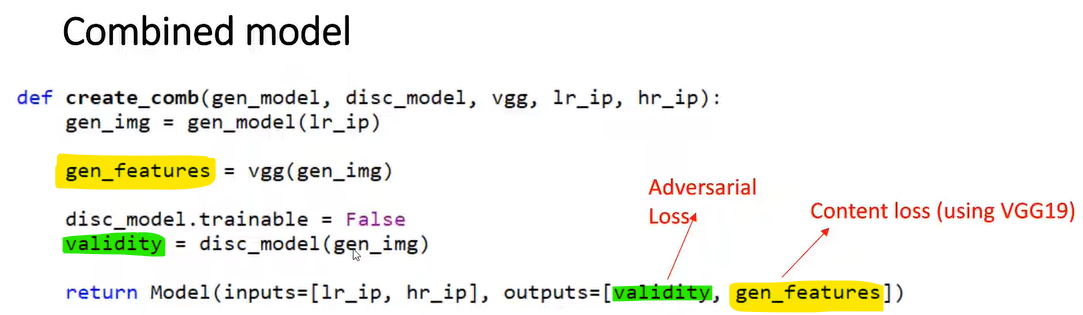 Combined model
def create_comb(gen_model, disc_model, vgg, lr_ip, hr_ip):
gen_img = gen_model(lr_ip)
gen_features = vgg(gen_img)
disc_model.trainable = False
validity = disc_model(gen_img)
Adversarial
Loss
Content loss (using VGG19)
return Model(inputs=[lr_ip, hr_ip], outputs=[validity, gen_features])